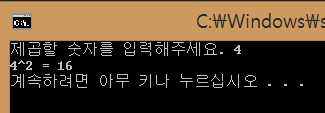 C:\Windows\s
제곱할 숫자를 입력해주세요. 4
4^2 = 16
계속하려면 아무 키나 누르십시오 . . .